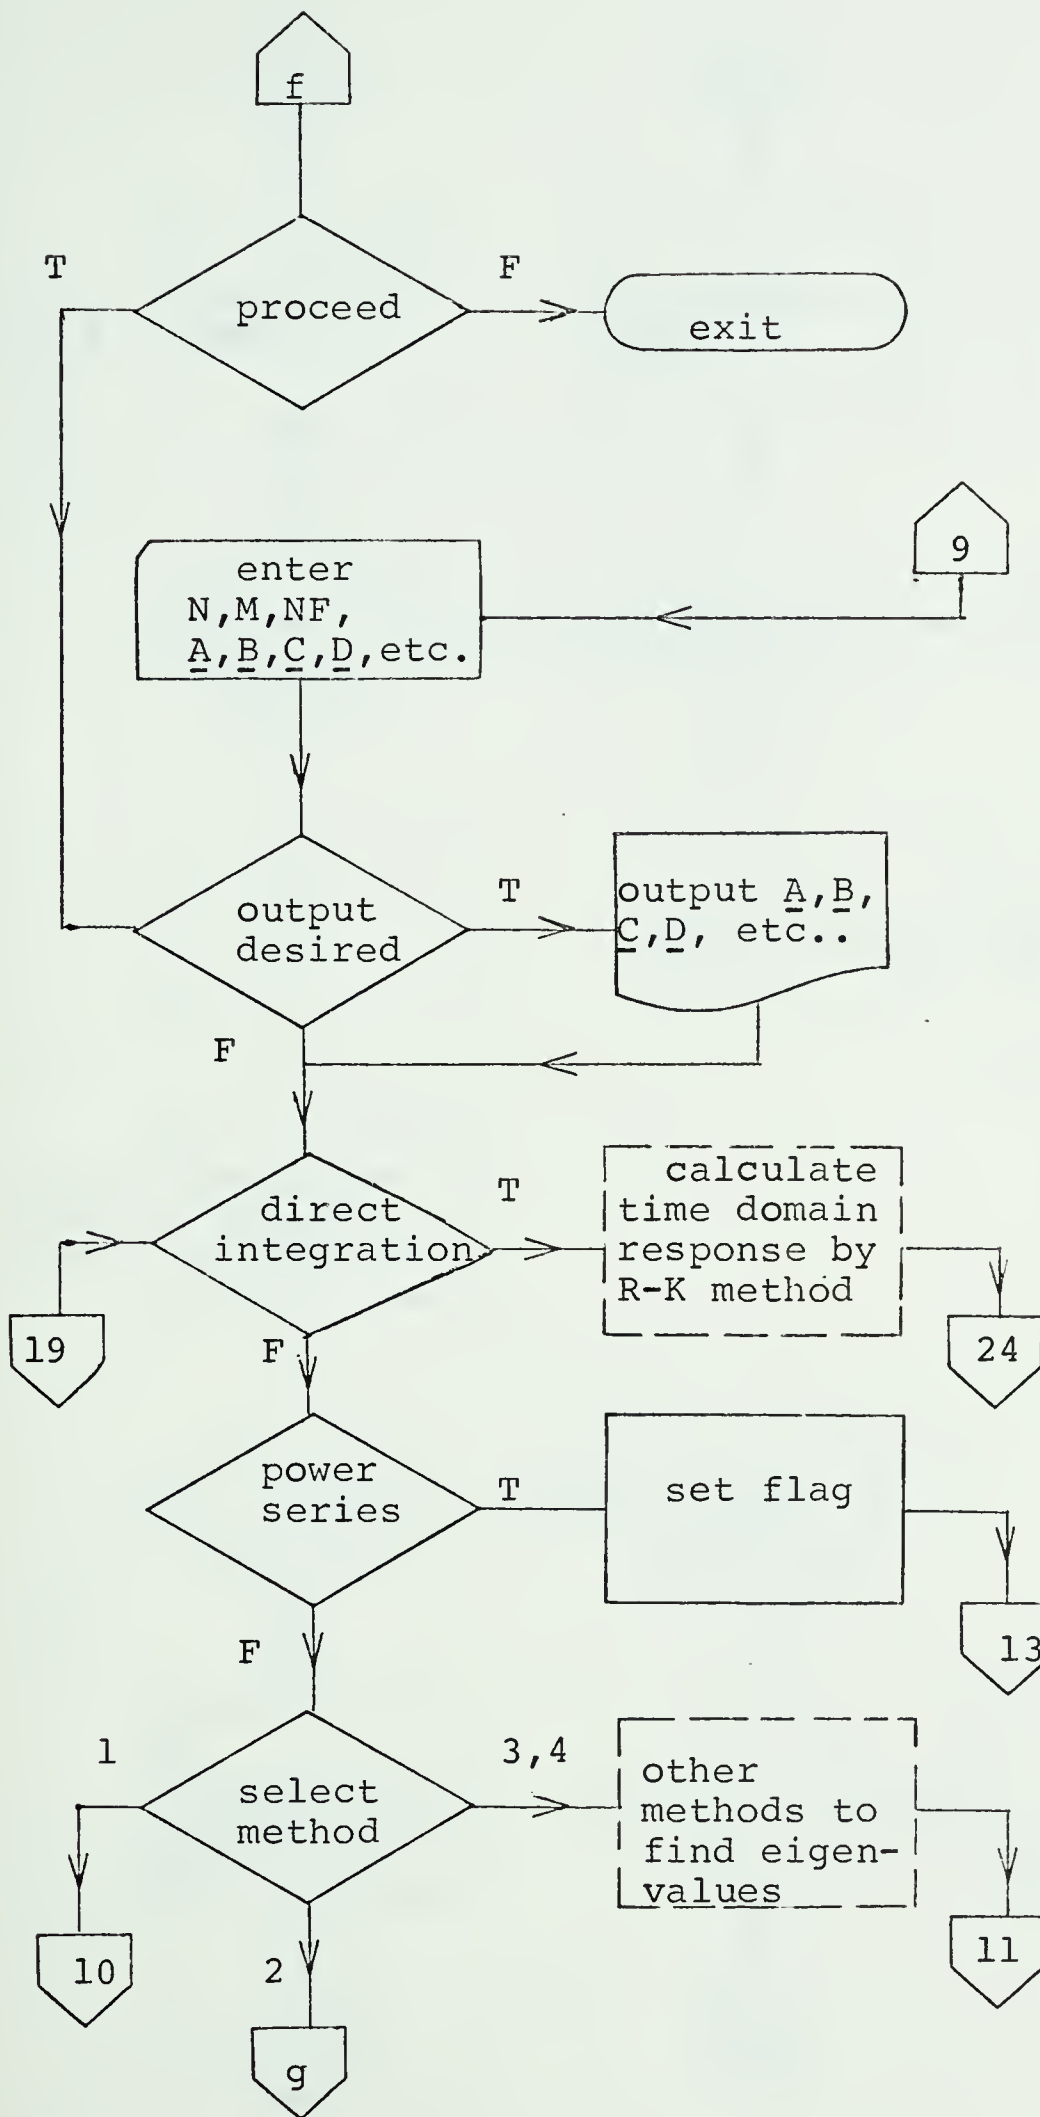 f
T
F
proceed
exit
9
enter
N,M,NF,
A,B,C,D,etc.
T
output
desired
output A,B,
C,D, etc..
F
direct
integration
T
calculate
time domain
response by
R-K method
19
F
24
power
series
T
set flag
13
F
1
3,4
select
method
other
methods to
find eigen-
values
10
2
11
g